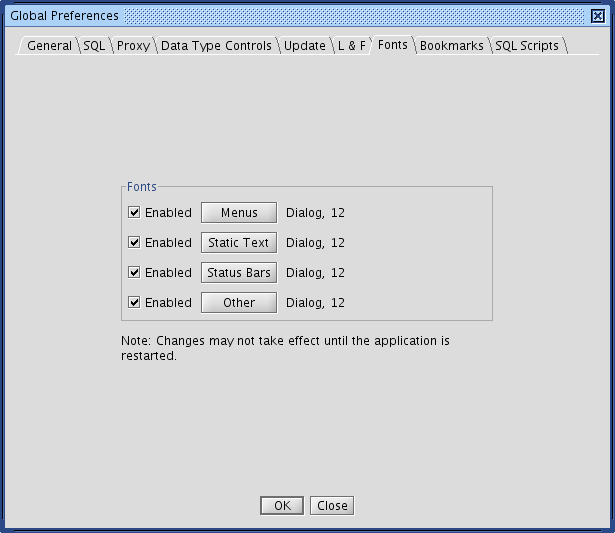 Global Preferences
General SQL Proxy Data Type Controls Update L & F Fonts Bookmarks SQL Scripts
Fonts
Enabled Menus Dialog, 12
Enabled Static Text Dialog, 12
Enabled Status Bars Dialog, 12
Enabled Other Dialog, 12
Note: Changes may not take effect until the application is
restarted.
OK Close